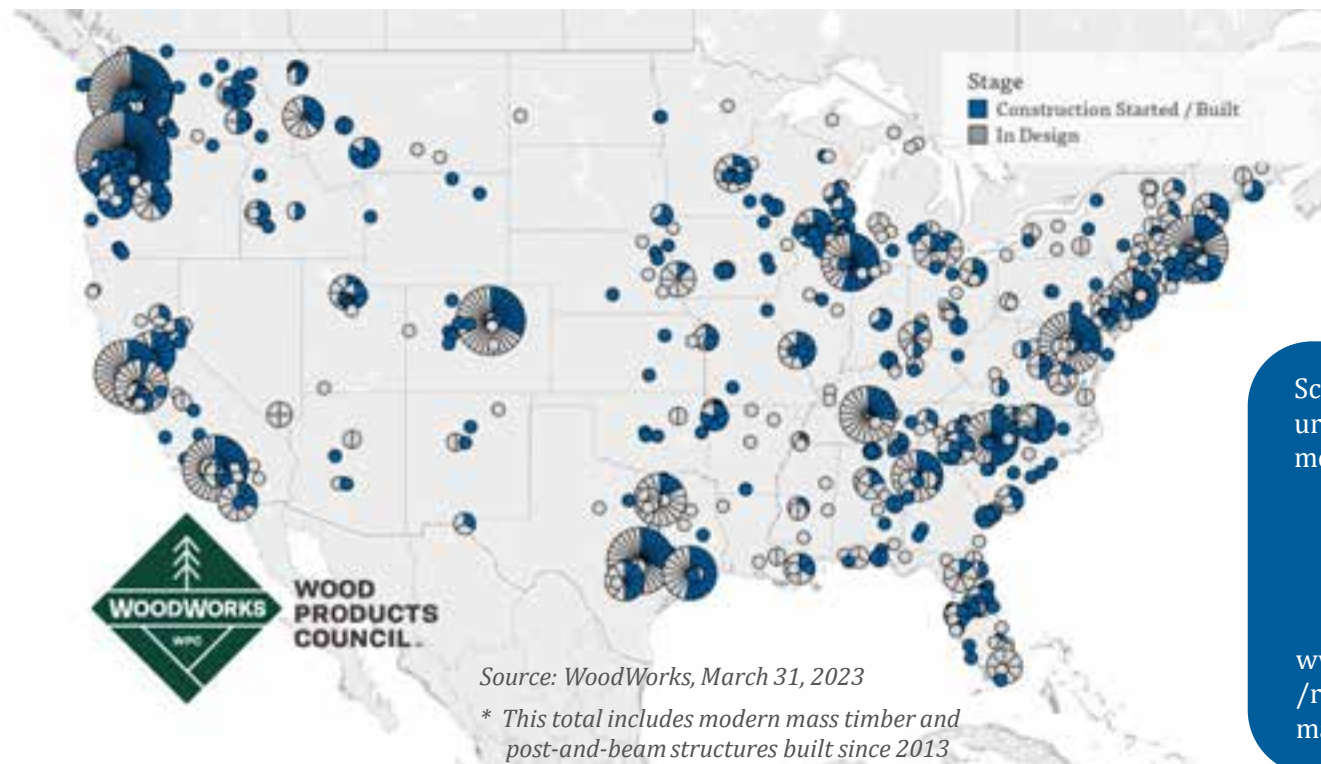 Stage
Construction Started / Built
In Design
WOODWORKS
WPC
WOOD
PRODUCTS
COUNCIL
Source: WoodWorks, March 31, 2023
* This total includes modern mass timber and
post-and-beam structures built since 2013